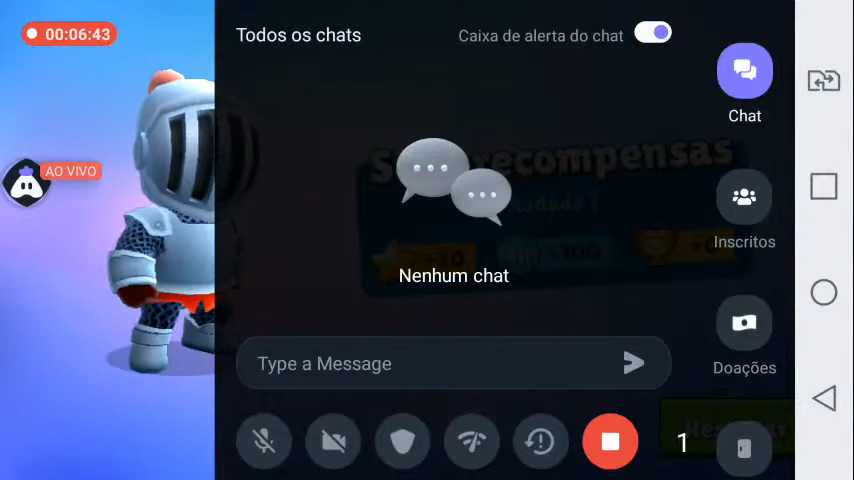 00:06:43
Todos os chats
Caixa de alerta do chat
Chat
AO VIVO
recompensas
Inscritos
Nenhum chat
Type a Message
Doações
1